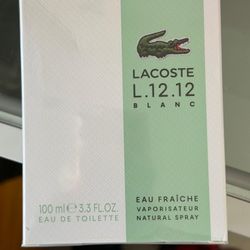 LACOSTE
L.12.12
BLANC
100 ml ℮ 3.3 FL.OZ.
EAU DE TOILETTE
EAU FRAÎCHE
VAPORISATEUR
NATURAL SPRAY